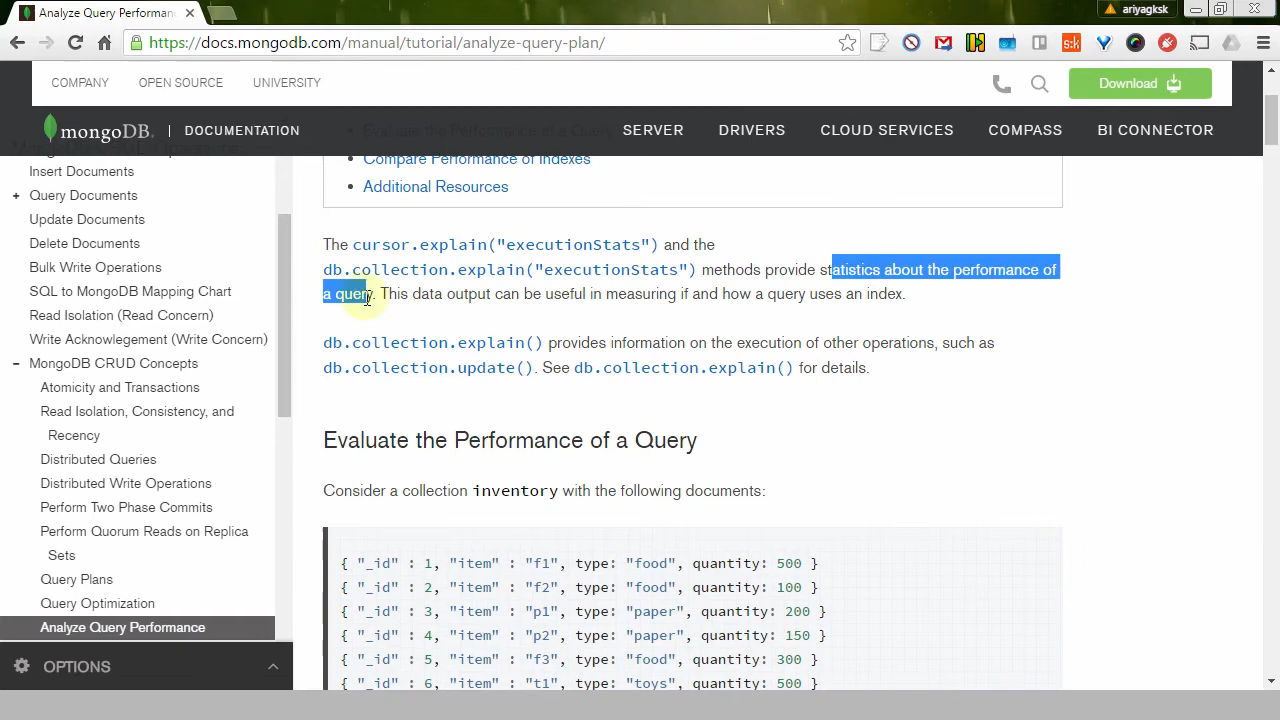 Analyze Query Performanc
ariyagksk
https://docs.mongodb.com/manual/tutorial/analyze-query-plan/
COMPANY OPEN SOURCE UNIVERSITY
Download
mongoDB. | DOCUMENTATION
SERVER DRIVERS CLOUD SERVICES COMPASS BI CONNECTOR
MongoDB CRUD Operations
Insert Documents
+ Query Documents
Update Documents
Delete Documents
Bulk Write Operations
SQL to MongoDB Mapping Chart
Read Isolation (Read Concern)
Write Acknowlegement (Write Concern)
− MongoDB CRUD Concepts
Atomicity and Transactions
Read Isolation, Consistency, and
Recency
Distributed Queries
Distributed Write Operations
Perform Two Phase Commits
Perform Quorum Reads on Replica
Sets
Query Plans
Query Optimization
Analyze Query Performance
OPTIONS
• Evaluate the Performance of a Query
• Compare Performance of Indexes
• Additional Resources
The cursor.explain("executionStats") and the
db.collection.explain("executionStats") methods provide statistics about the performance of
a query. This data output can be useful in measuring if and how a query uses an index.
db.collection.explain() provides information on the execution of other operations, such as
db.collection.update(). See db.collection.explain() for details.
Evaluate the Performance of a Query
Consider a collection inventory with the following documents:
{ "_id" : 1, "item" : "f1", type: "food", quantity: 500 }
{ "_id" : 2, "item" : "f2", type: "food", quantity: 100 }
{ "_id" : 3, "item" : "p1", type: "paper", quantity: 200 }
{ "_id" : 4, "item" : "p2", type: "paper", quantity: 150 }
{ "_id" : 5, "item" : "f3", type: "food", quantity: 300 }
{ "_id" : 6, "item" : "t1", type: "toys", quantity: 500 }